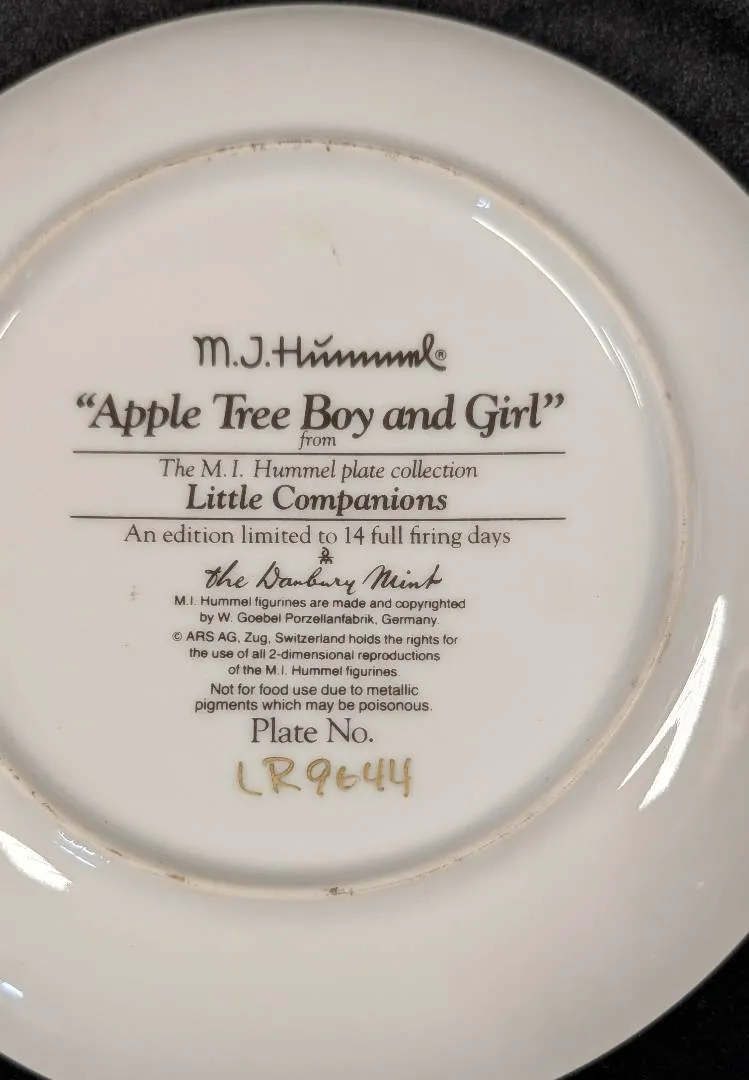 M.J.Hummel®
“Apple Tree Boy and Girl”
from
The M. I. Hummel plate collection
Little Companions
An edition limited to 14 full firing days
the Danbury Mint
M.I. Hummel figurines are made and copyrighted
by W. Goebel Porzellanfabrik, Germany.
© ARS AG, Zug, Switzerland holds the rights for
the use of all 2-dimensional reproductions
of the M.I. Hummel figurines.
Not for food use due to metallic
pigments which may be poisonous.
Plate No.
LR9644